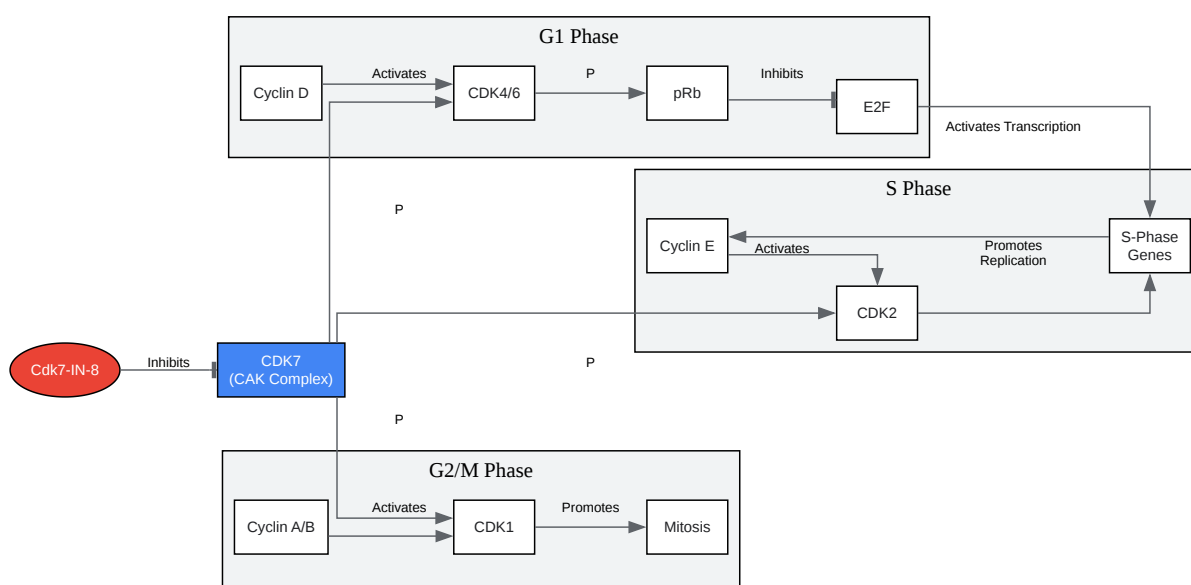 G1 Phase
Cyclin D
Activates
CDK4/6
P
pRb
Inhibits
E2F
Activates Transcription
P
S Phase
Cyclin E
Activates
Promotes
Replication
S-Phase
Genes
CDK2
Cdk7-IN-8
Inhibits
CDK7
(CAK Complex)
P
P
G2/M Phase
Cyclin A/B
Activates
CDK1
Promotes
Mitosis